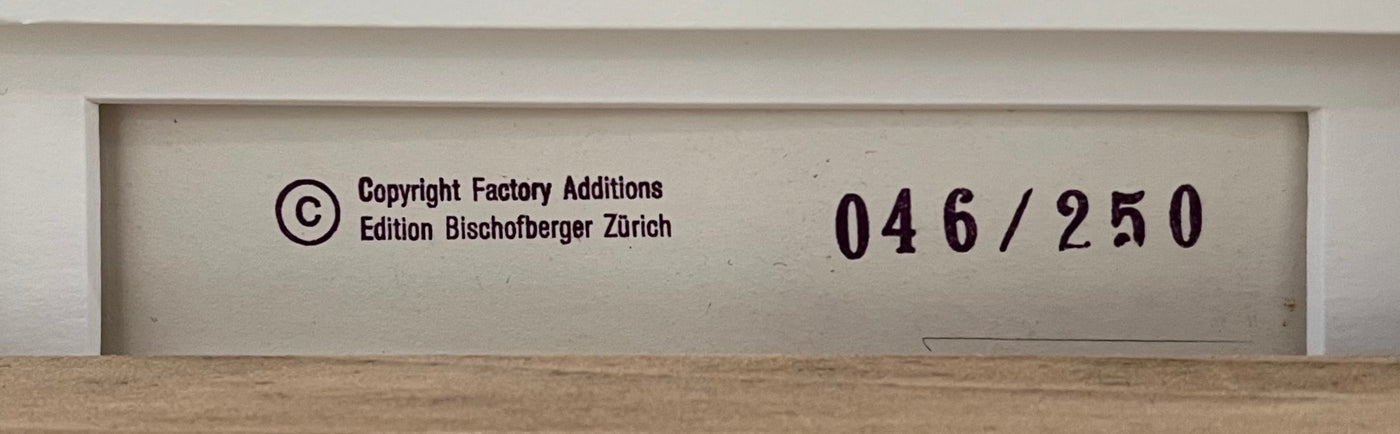 © Copyright Factory Additions
Edition Bischofberger Zürich
046/250